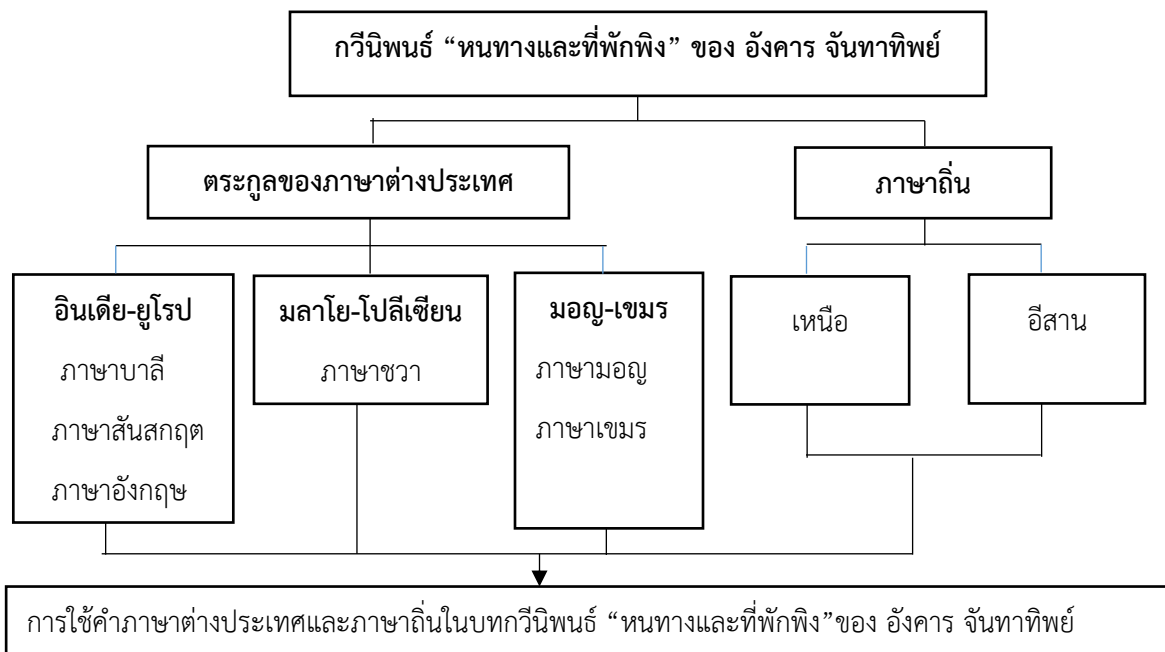 กวีนิพนธ์ “หนทางและที่พักพิง” ของ อังคาร จันทาทิพย์
ตระกูลของภาษาต่างประเทศ
ภาษาถิ่น
อินเดีย-ยูโรป
ภาษาบาลี
ภาษาสันสกฤต
ภาษาอังกฤษ
มลาโย-โปลีเซียน
ภาษาชวา
มอญ-เขมร
ภาษามอญ
ภาษาเขมร
เหนือ
อีสาน
การใช้คำภาษาต่างประเทศและภาษาถิ่นในบทกวีนิพนธ์ “หนทางและที่พักพิง”ของ อังคาร จันทาทิพย์